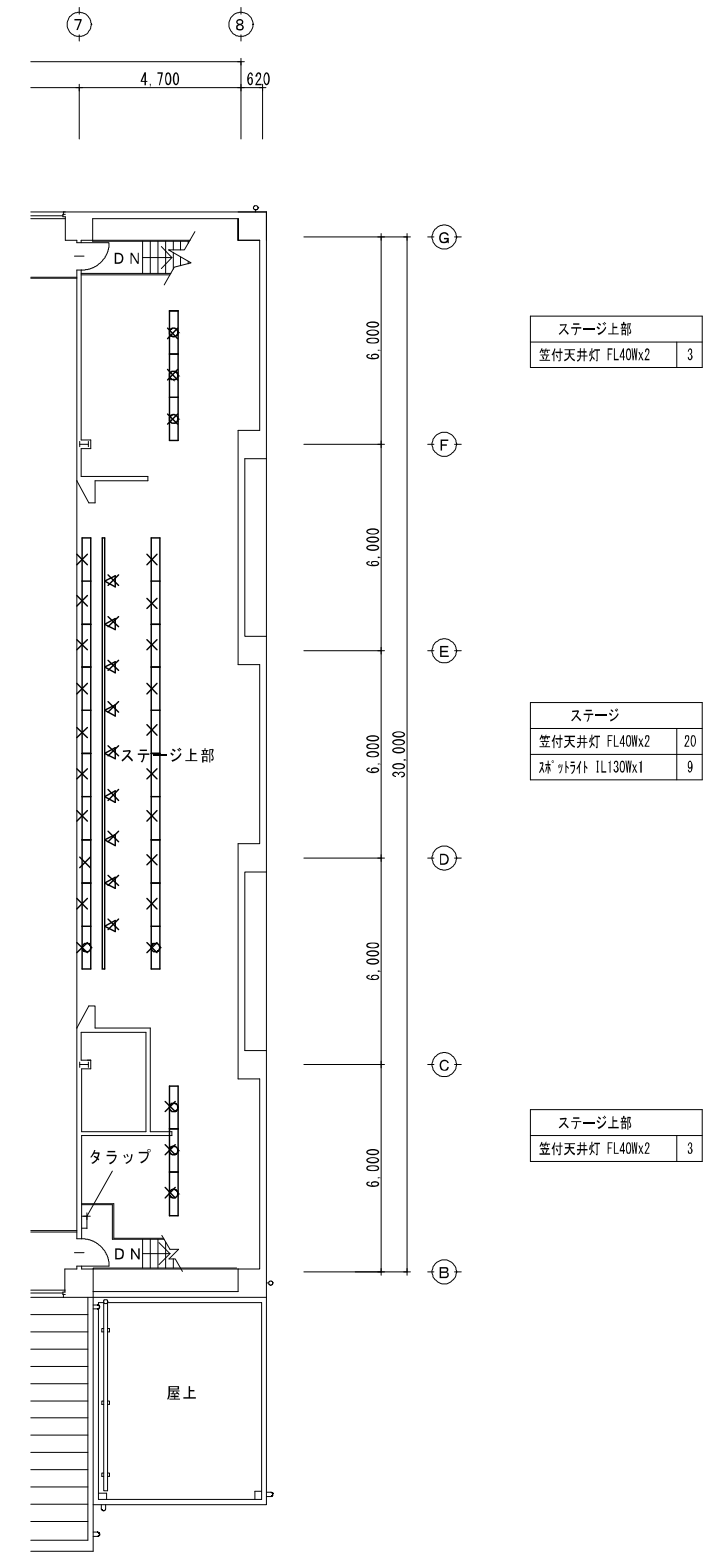 7
8
4,700
620
G
DN
6,000
ステージ上部
笠付天井灯 FL40Wx2 3
F
6,000
E
ステージ
笠付天井灯 FL40Wx2 20
スポットライト IL130Wx1 9
6,000
30,000
ステージ上部
D
6,000
C
ステージ上部
笠付天井灯 FL40Wx2 3
タラップ
6,000
DN
B
屋上